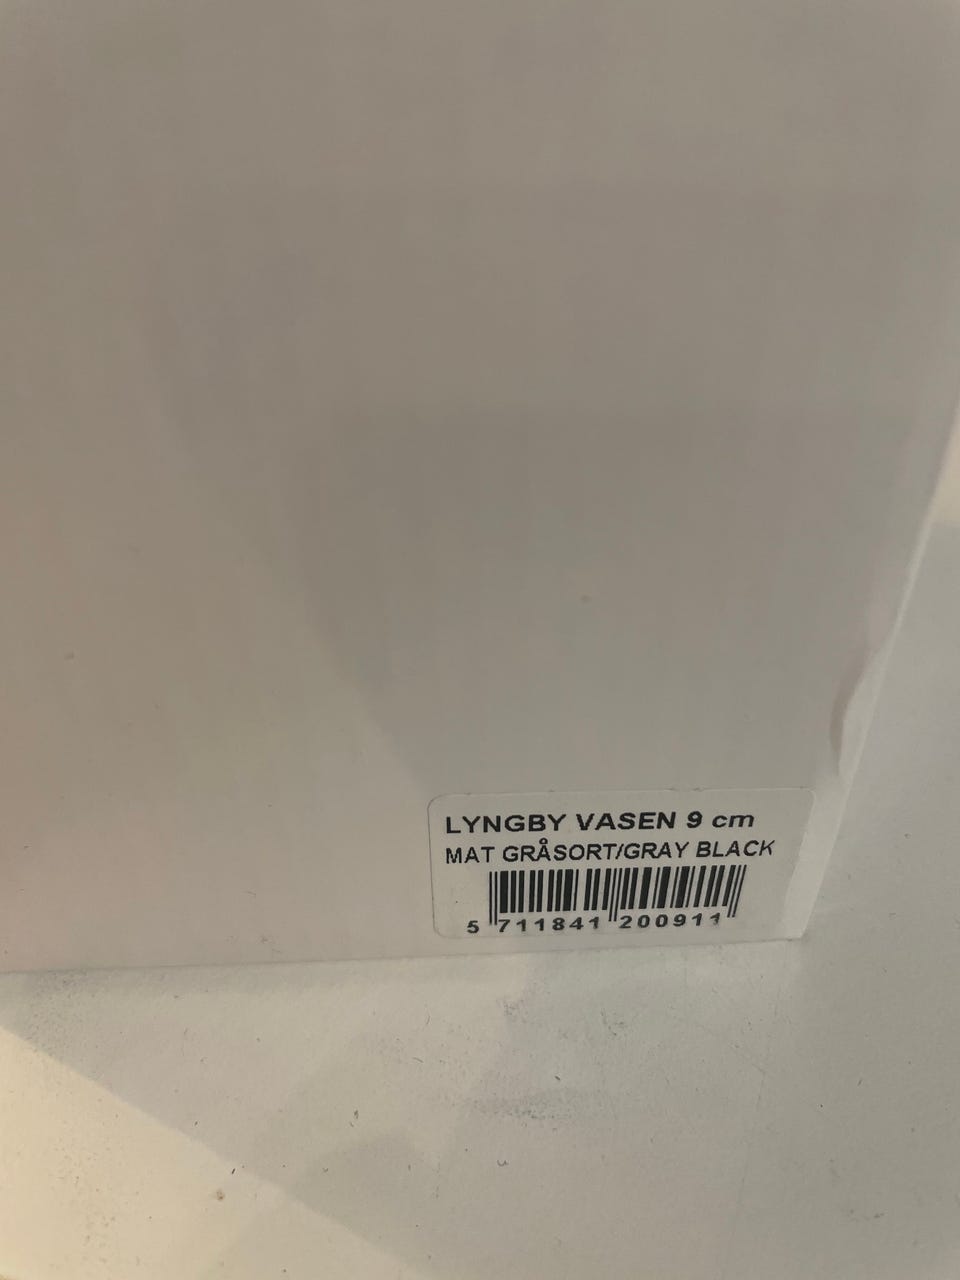 LYNGBY VASEN 9 cm
MAT GRÅSORT/GRAY BLACK
5 711841 200911